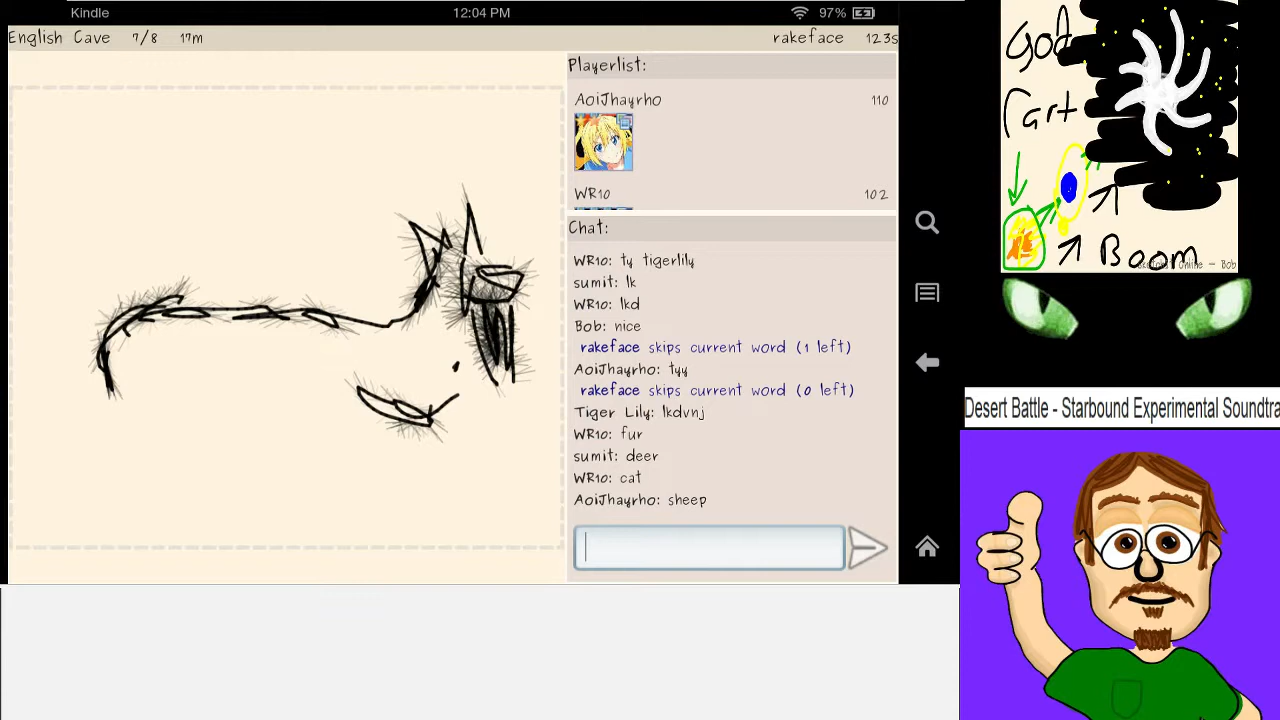 Kindle 12:04 PM 97%
English Cave 7/8 17m rakeface 123s
Playerlist:
AoiJhayrho 110
WR10 102
Chat:
WR10: ty tigerlily
sumit: lk
WR10: lkd
Bob: nice
rakeface skips current word (1 left)
AoiJhayrho: tyy
rakeface skips current word (0 left)
Tiger Lily: lkdvnj
WR10: fur
sumit: deer
WR10: cat
AoiJhayrho: sheep
God
Fart
Boom
Online - Bob
Desert Battle - Starbound Experimental Soundtra